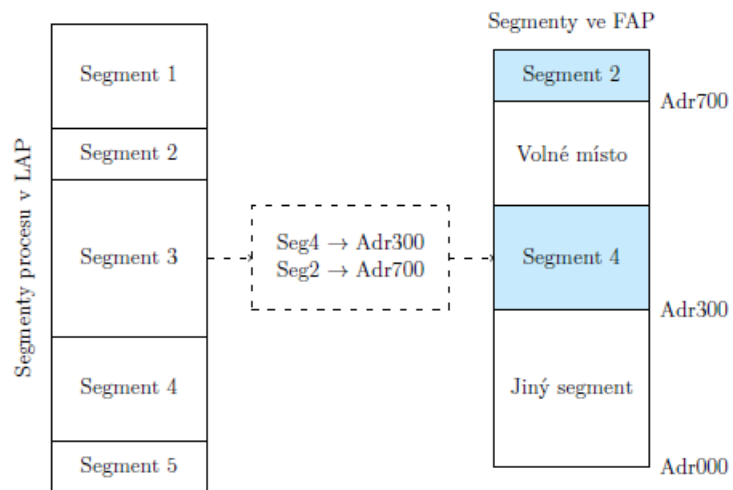 Segmenty procesu v LAP
Segment 1
Segment 2
Segment 3
Segment 4
Segment 5
Seg4 → Adr300
Seg2 → Adr700
Segmenty ve FAP
Segment 2
Adr700
Volné místo
Segment 4
Adr300
Jiný segment
Adr000